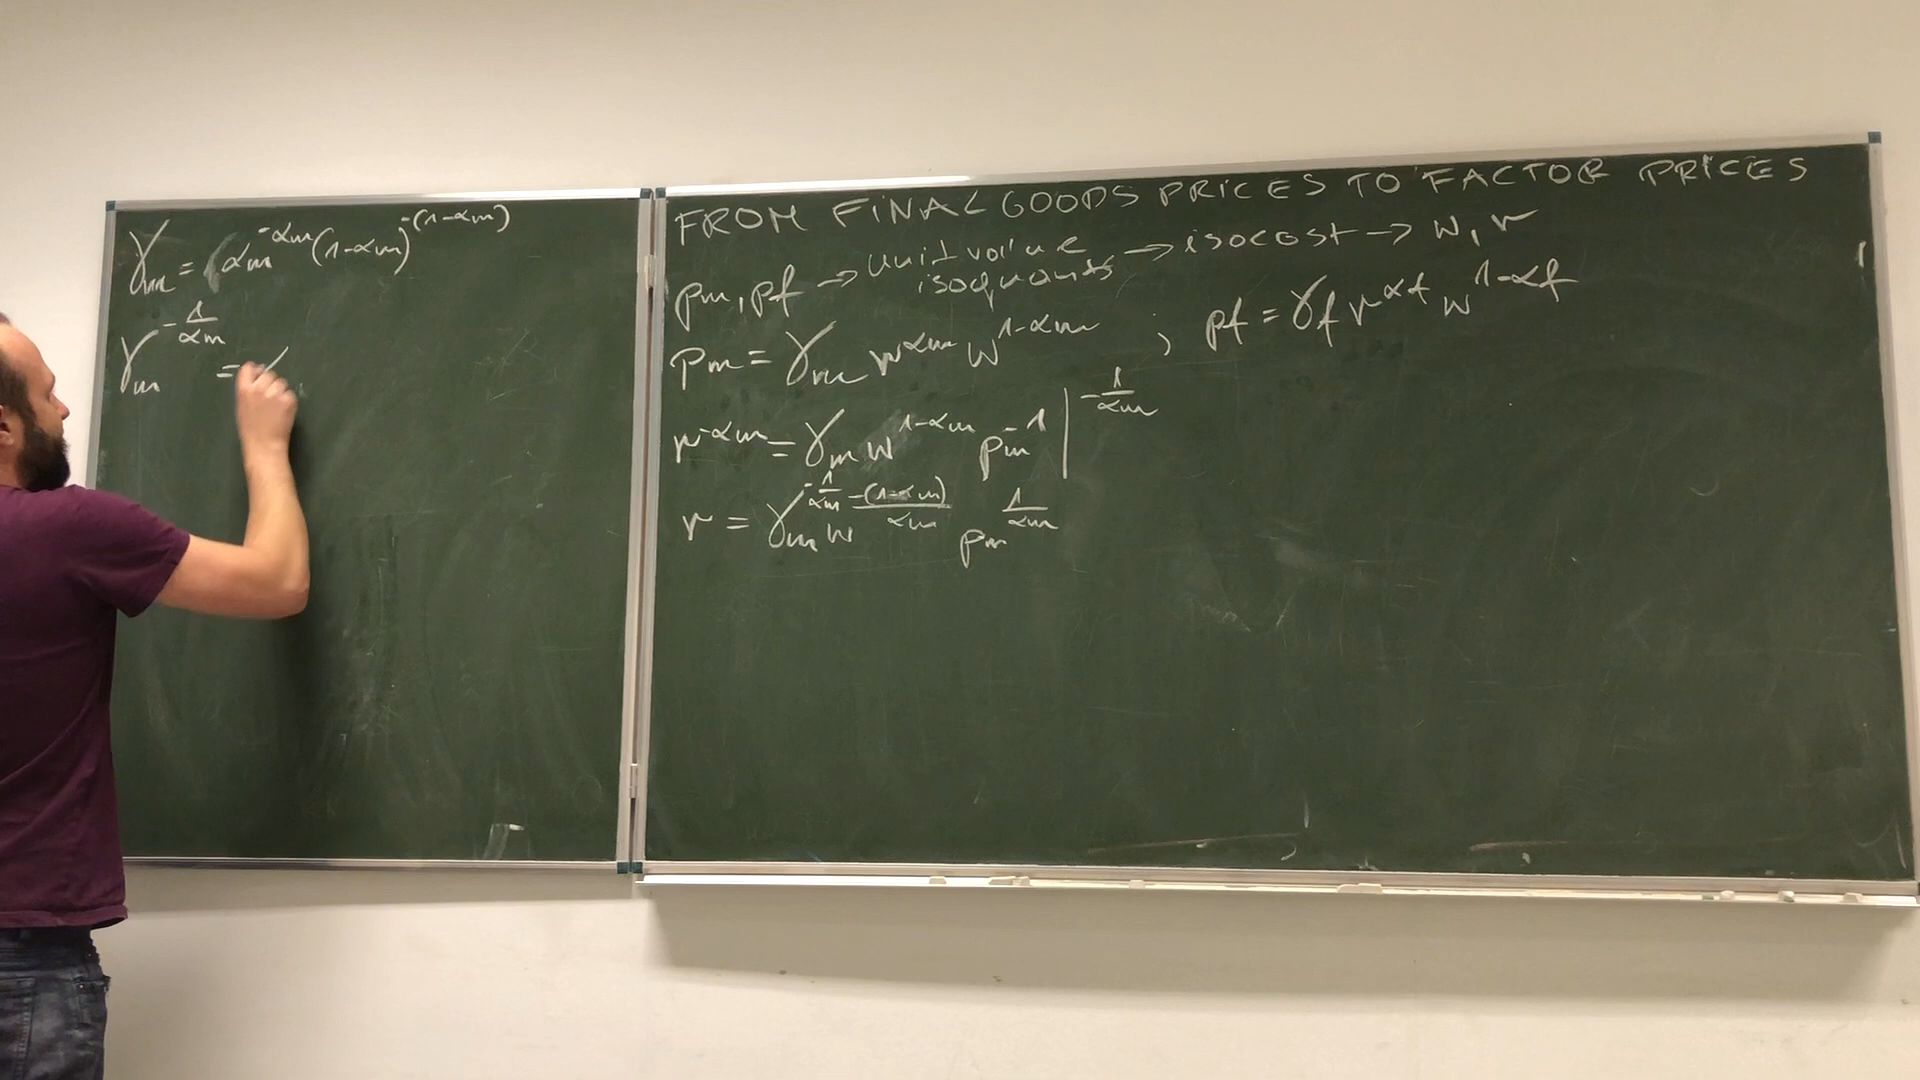 γm = αm^-αm (1-αm)^-(1-αm)
γm^-1/αm =
FROM FINAL GOODS PRICES TO FACTOR PRICES
pm, pf → unit value isoquants → isocost → w, r
pm = γm r^αm w^1-αm ; pf = γf r^αf w^1-αf
r^-αm = γm w^1-αm pm^-1 | -1/αm
r = γm^-1/αm w^-(1-αm)/αm pm^1/αm